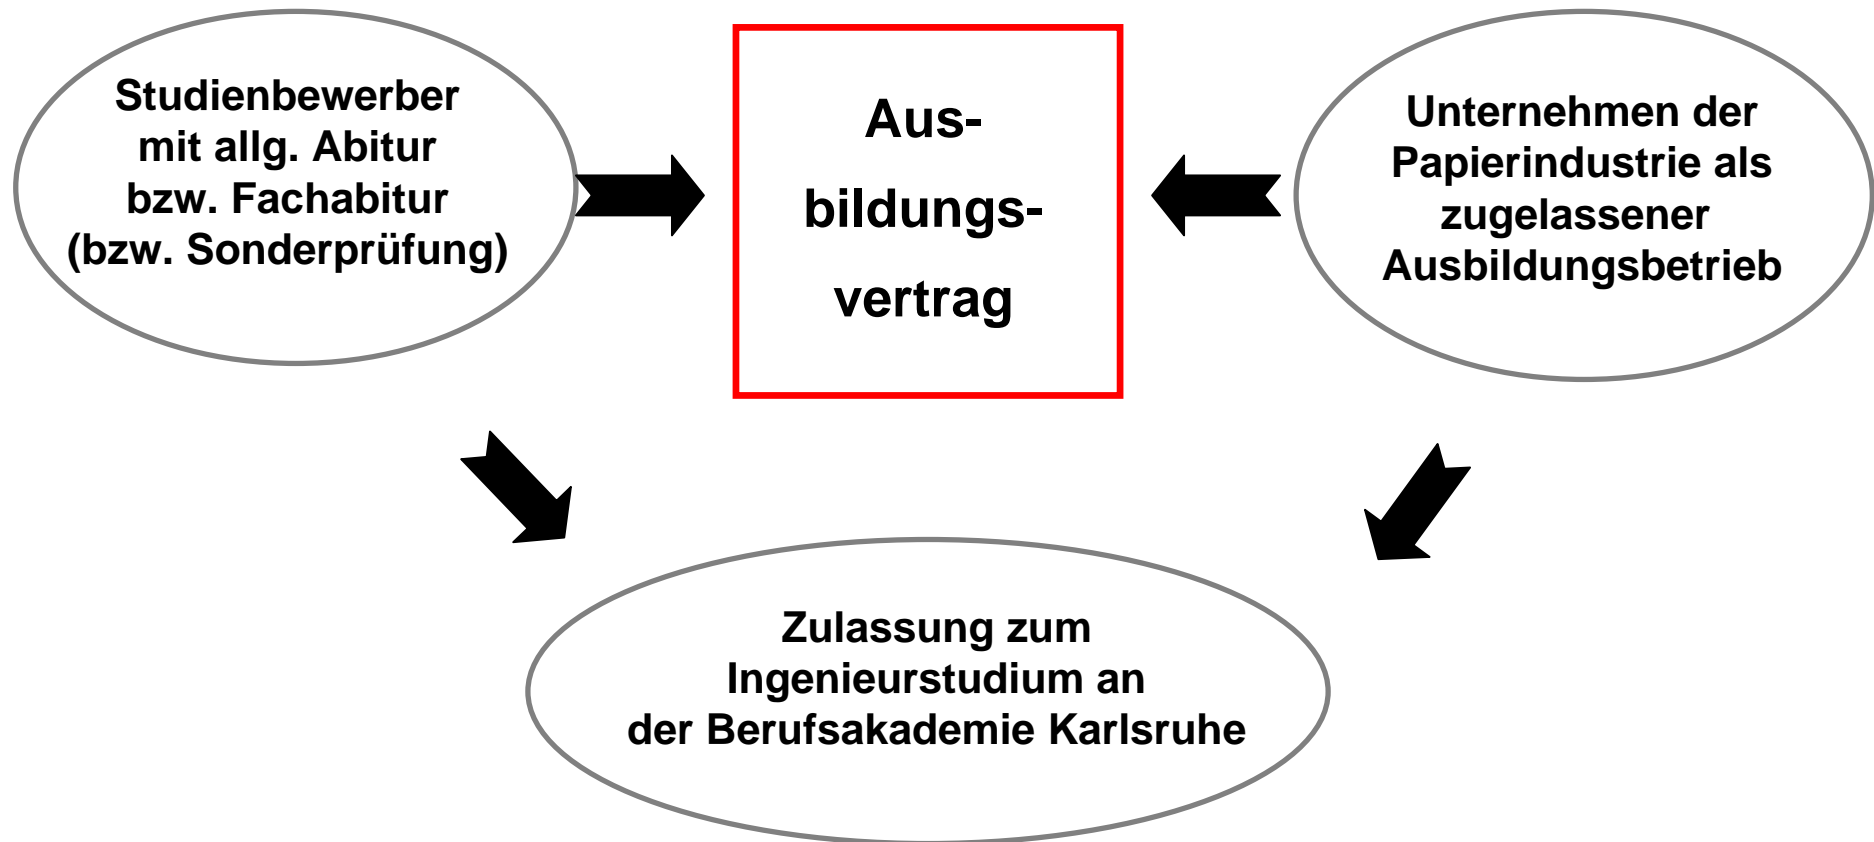 Studienbewerber
mit allg. Abitur
bzw. Fachabitur
(bzw. Sonderprüfung)
Aus-
bildungs-
vertrag
Unternehmen der
Papierindustrie als
zugelassener
Ausbildungsbetrieb
Zulassung zum
Ingenieurstudium an
der Berufsakademie Karlsruhe